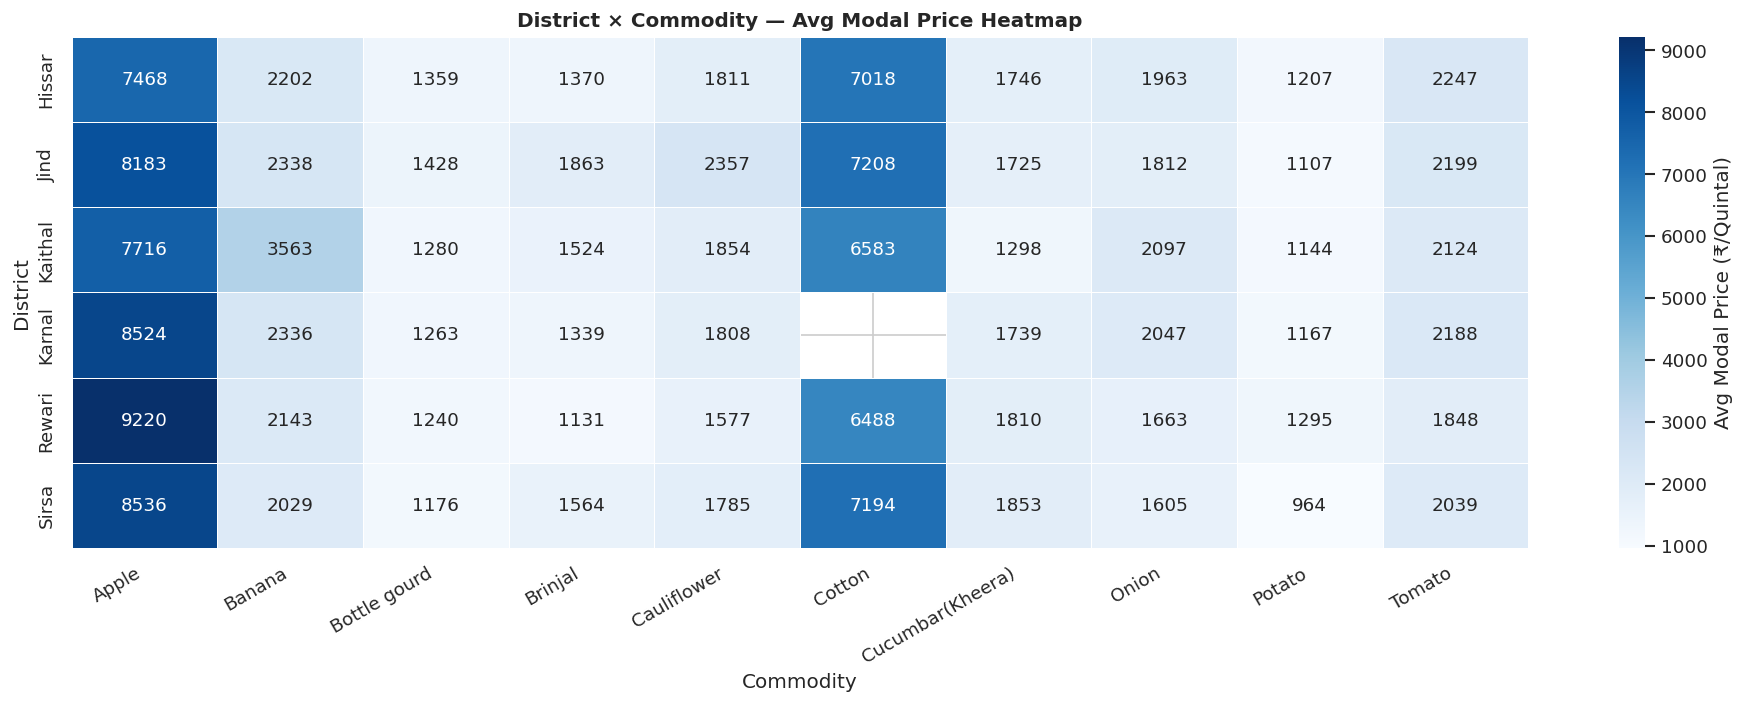 District × Commodity — Avg Modal Price Heatmap
District
Hissar 7468 2202 1359 1370 1811 7018 1746 1963 1207 2247
Jind 8183 2338 1428 1863 2357 7208 1725 1812 1107 2199
Kaithal 7716 3563 1280 1524 1854 6583 1298 2097 1144 2124
Karnal 8524 2336 1263 1339 1808 1739 2047 1167 2188
Rewari 9220 2143 1240 1131 1577 6488 1810 1663 1295 1848
Sirsa 8536 2029 1176 1564 1785 7194 1853 1605 964 2039
Apple Banana Bottle gourd Brinjal Cauliflower Cotton Cucumbar(Kheera) Onion Potato Tomato
Commodity
9000
8000
7000
6000
5000
4000
3000
2000
1000
Avg Modal Price (₹/Quintal)